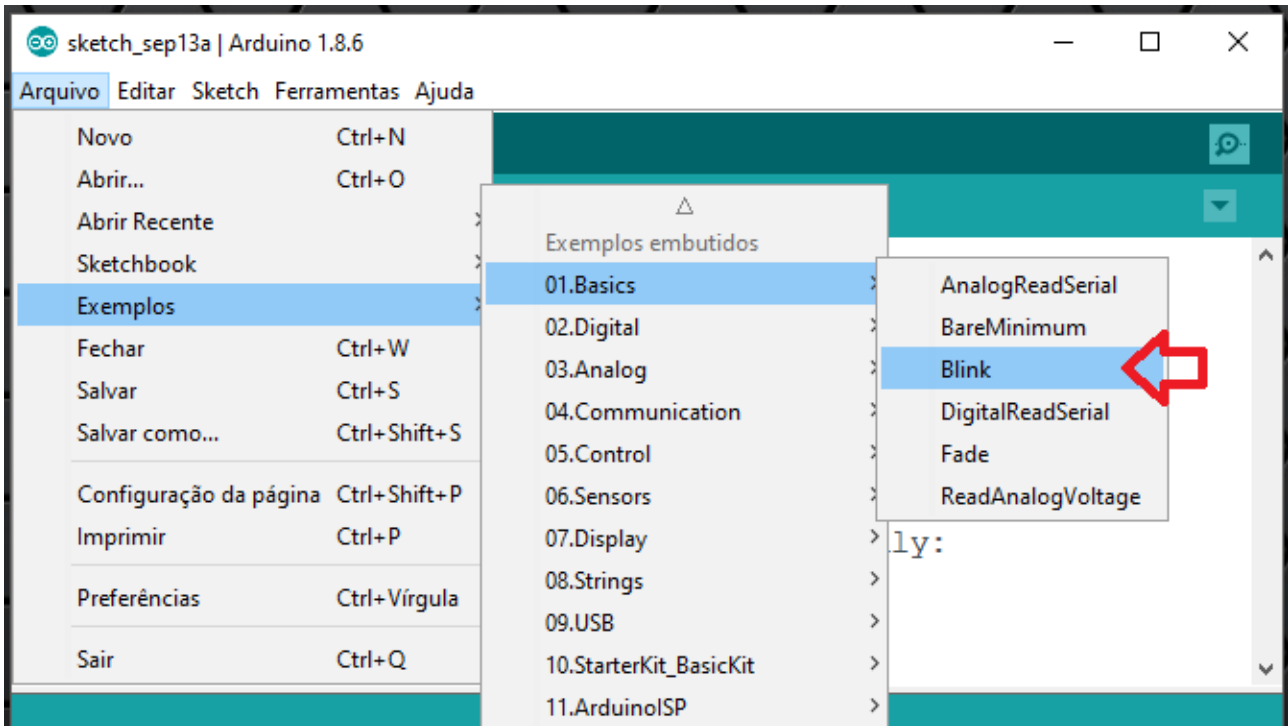 sketch_sep13a | Arduino 1.8.6
Arquivo Editar Sketch Ferramentas Ajuda
Novo Ctrl+N
Abrir... Ctrl+O
Abrir Recente
Sketchbook
Exemplos
Fechar Ctrl+W
Salvar Ctrl+S
Salvar como... Ctrl+Shift+S
Configuração da página Ctrl+Shift+P
Imprimir Ctrl+P
Preferências Ctrl+Vírgula
Sair Ctrl+Q
Exemplos embutidos
01.Basics
02.Digital
03.Analog
04.Communication
05.Control
06.Sensors
07.Display
08.Strings
09.USB
10.StarterKit_BasicKit
11.ArduinoISP
AnalogReadSerial
BareMinimum
Blink
DigitalReadSerial
Fade
ReadAnalogVoltage
ly: